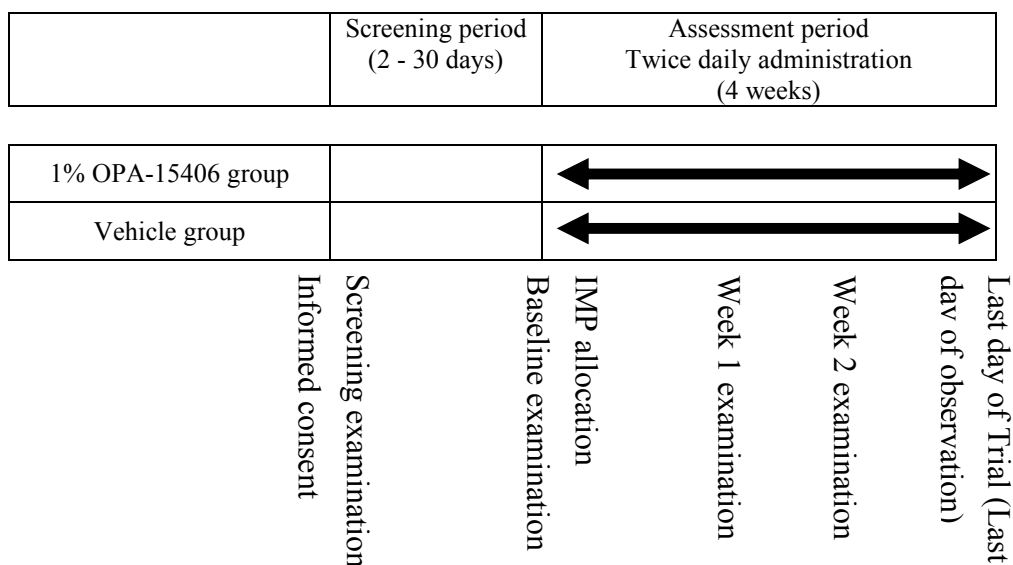 Screening period
(2 - 30 days)
Assessment period
Twice daily administration
(4 weeks)
1% OPA-15406 group
Vehicle group
Informed consent
Screening examination
Baseline examination
IMP allocation
Week 1 examination
Week 2 examination
Last day of Trial (Last
day of observation)